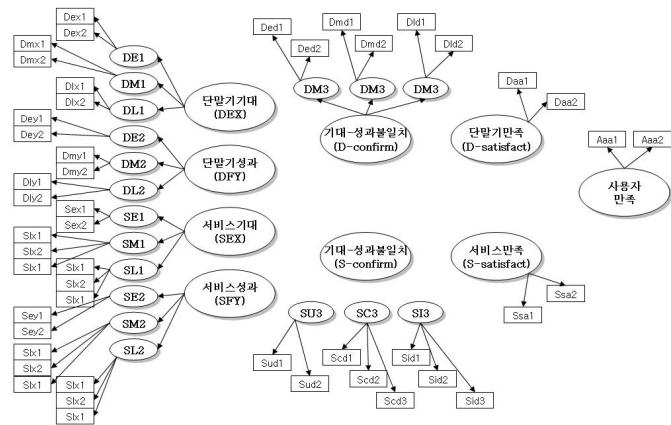 Dex1
Dex2
Dmx1
Dmx2
DE1
DM1
Dlx1
Dlx2
DL1
단말기기대
(DEX)
Dey1
Dey2
DE2
Dmy1
Dmy2
DM2
단말기성과
(DFY)
Dly1
Dly2
DL2
Sex1
Sex2
SE1
Slx1
Slx2
Slx1
SM1
서비스기대
(SEX)
Slx1
Slx2
Slx1
SL1
SE2
서비스성과
(SFY)
Sey1
Sey2
SM2
Slx1
Slx2
Slx1
SL2
Slx1
Slx2
Slx1
Ded1
Ded2
Dmd1
Dmd2
Dld1
Dld2
DM3
DM3
DM3
기대-성과불일치
(D-confirm)
Daa1
Daa2
단말기만족
(D-satisfact)
Aaa1
Aaa2
사용자
만족
기대-성과불일치
(S-confirm)
서비스만족
(S-satisfact)
Ssa2
Ssa1
SU3
SC3
SI3
Sud1
Sud2
Scd1
Scd2
Scd3
Sid1
Sid2
Sid3